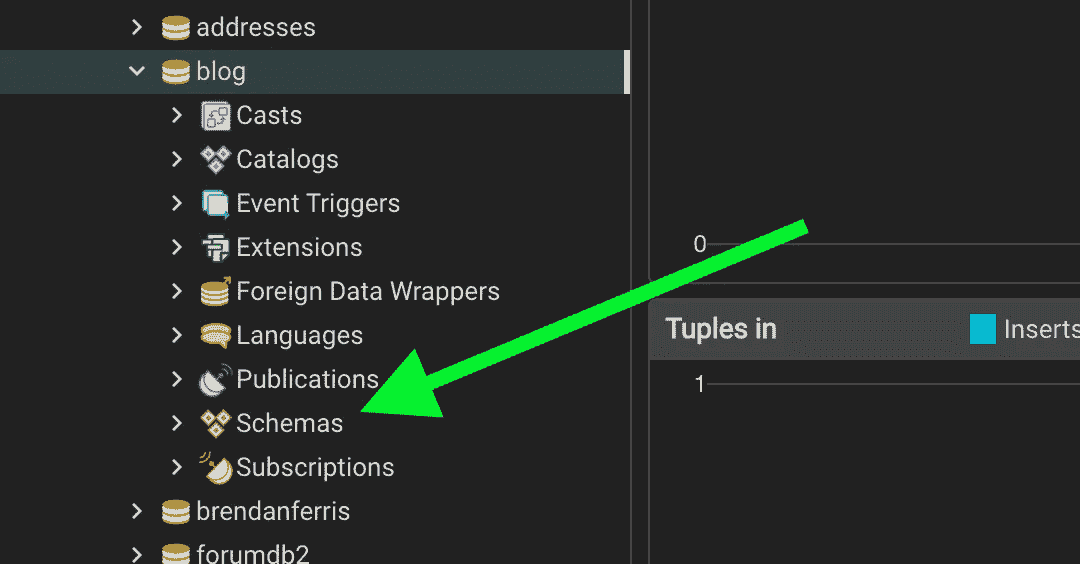 addresses
blog
Casts
Catalogs
Event Triggers
Extensions
Foreign Data Wrappers
Languages
Publications
Schemas
Subscriptions
brendanferris
forumdb2
0
Tuples in
Inserts
1